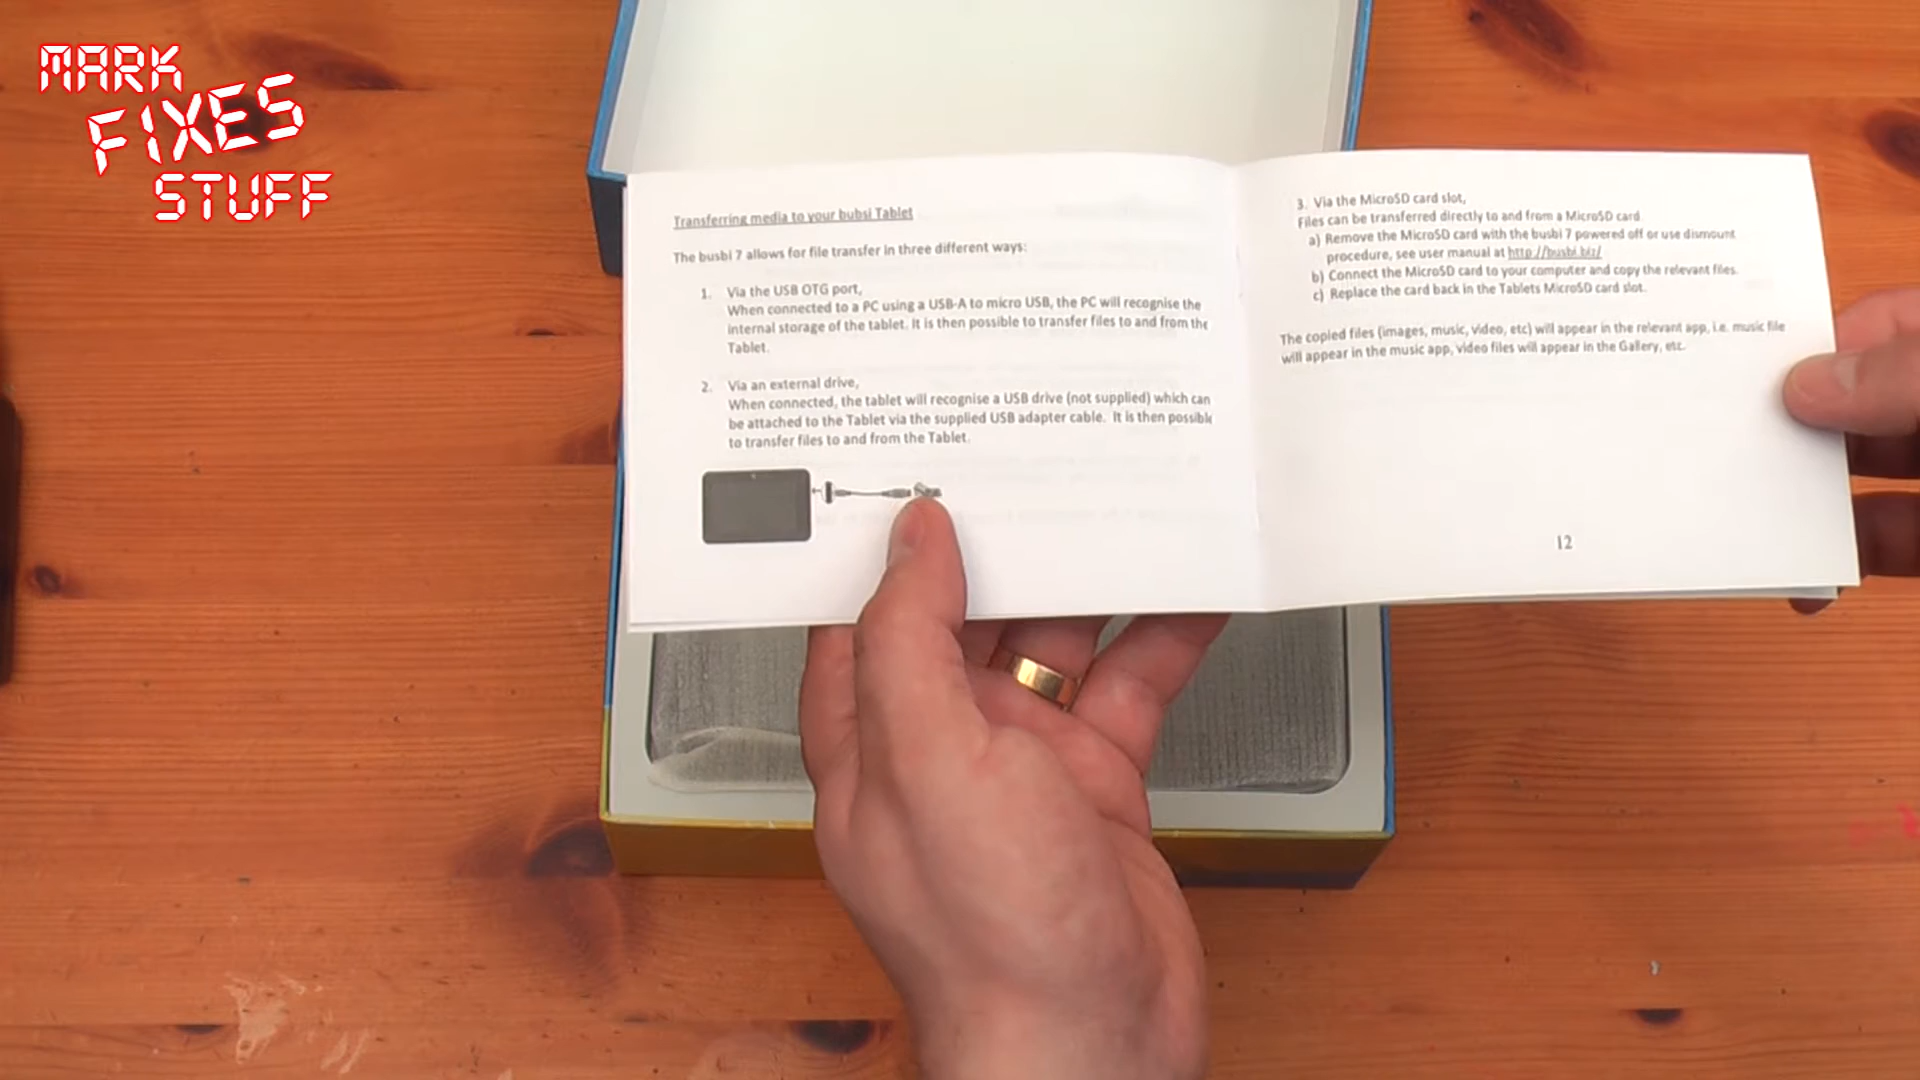 MARK
FIXES
STUFF
Transferring media to your bubsi Tablet
The busbi 7 allows for file transfer in three different ways:
1. Via the USB OTG port,
When connected to a PC using a USB-A to micro USB, the PC will recognise the
internal storage of the tablet. It is then possible to transfer files to and from the
Tablet.
2. Via an external drive,
When connected, the tablet will recognise a USB drive (not supplied) which can
be attached to the Tablet via the supplied USB adapter cable. It is then possible
to transfer files to and from the Tablet.
3. Via the MicroSD card slot,
Files can be transferred directly to and from a MicroSD card
a) Remove the MicroSD card with the busbi 7 powered off or use dismount
procedure, see user manual at http://busbi.biz/
b) Connect the MicroSD card to your computer and copy the relevant files.
c) Replace the card back in the Tablets MicroSD card slot.
The copied files (images, music, video, etc) will appear in the relevant app, i.e. music file
will appear in the music app, video files will appear in the Gallery, etc.
12